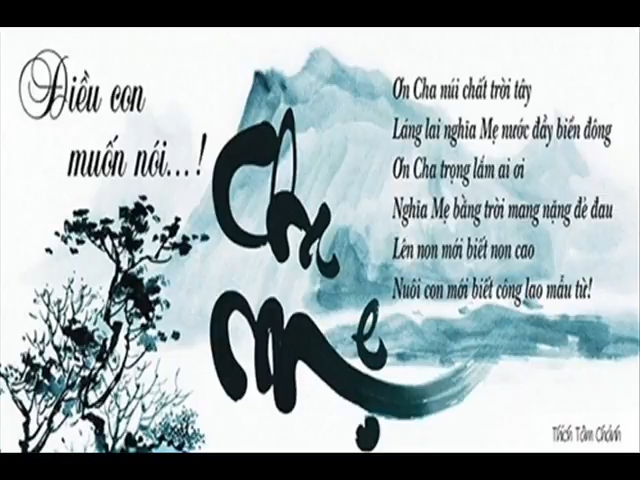 Điều con
muốn nói...!
Cha
Mẹ
Ơn Cha núi chất trời tây
Láng lai nghĩa Mẹ nước đầy biển đông
Ơn Cha trọng lắm ai ơi
Nghĩa Mẹ bằng trời mang nặng đẻ đau
Lên non mới biết non cao
Nuôi con mới biết công lao mẫu từ!
Thích Tâm Chánh